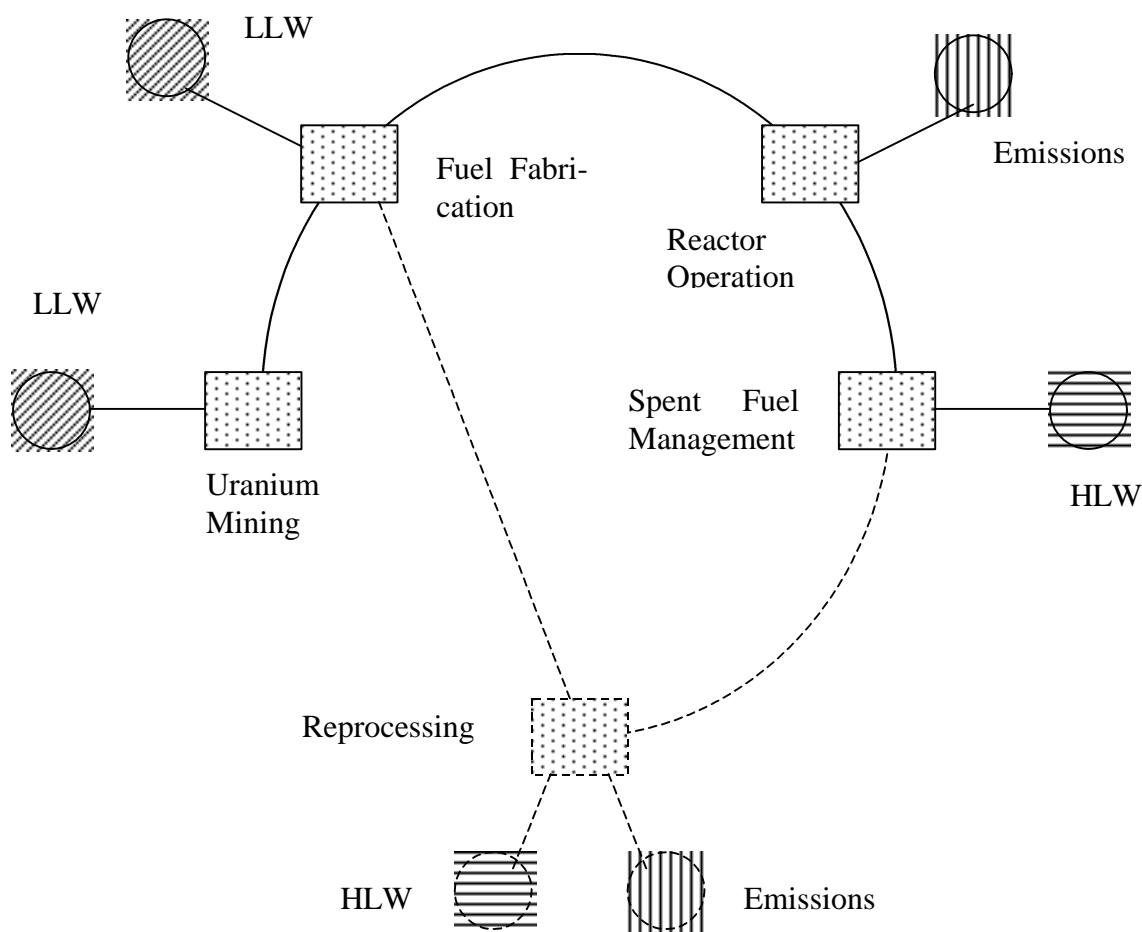 LLW
Emissions
Fuel Fabri-
cation
Reactor
Operation
LLW
Spent Fuel
Management
Uranium
Mining
HLW
Reprocessing
HLW
Emissions